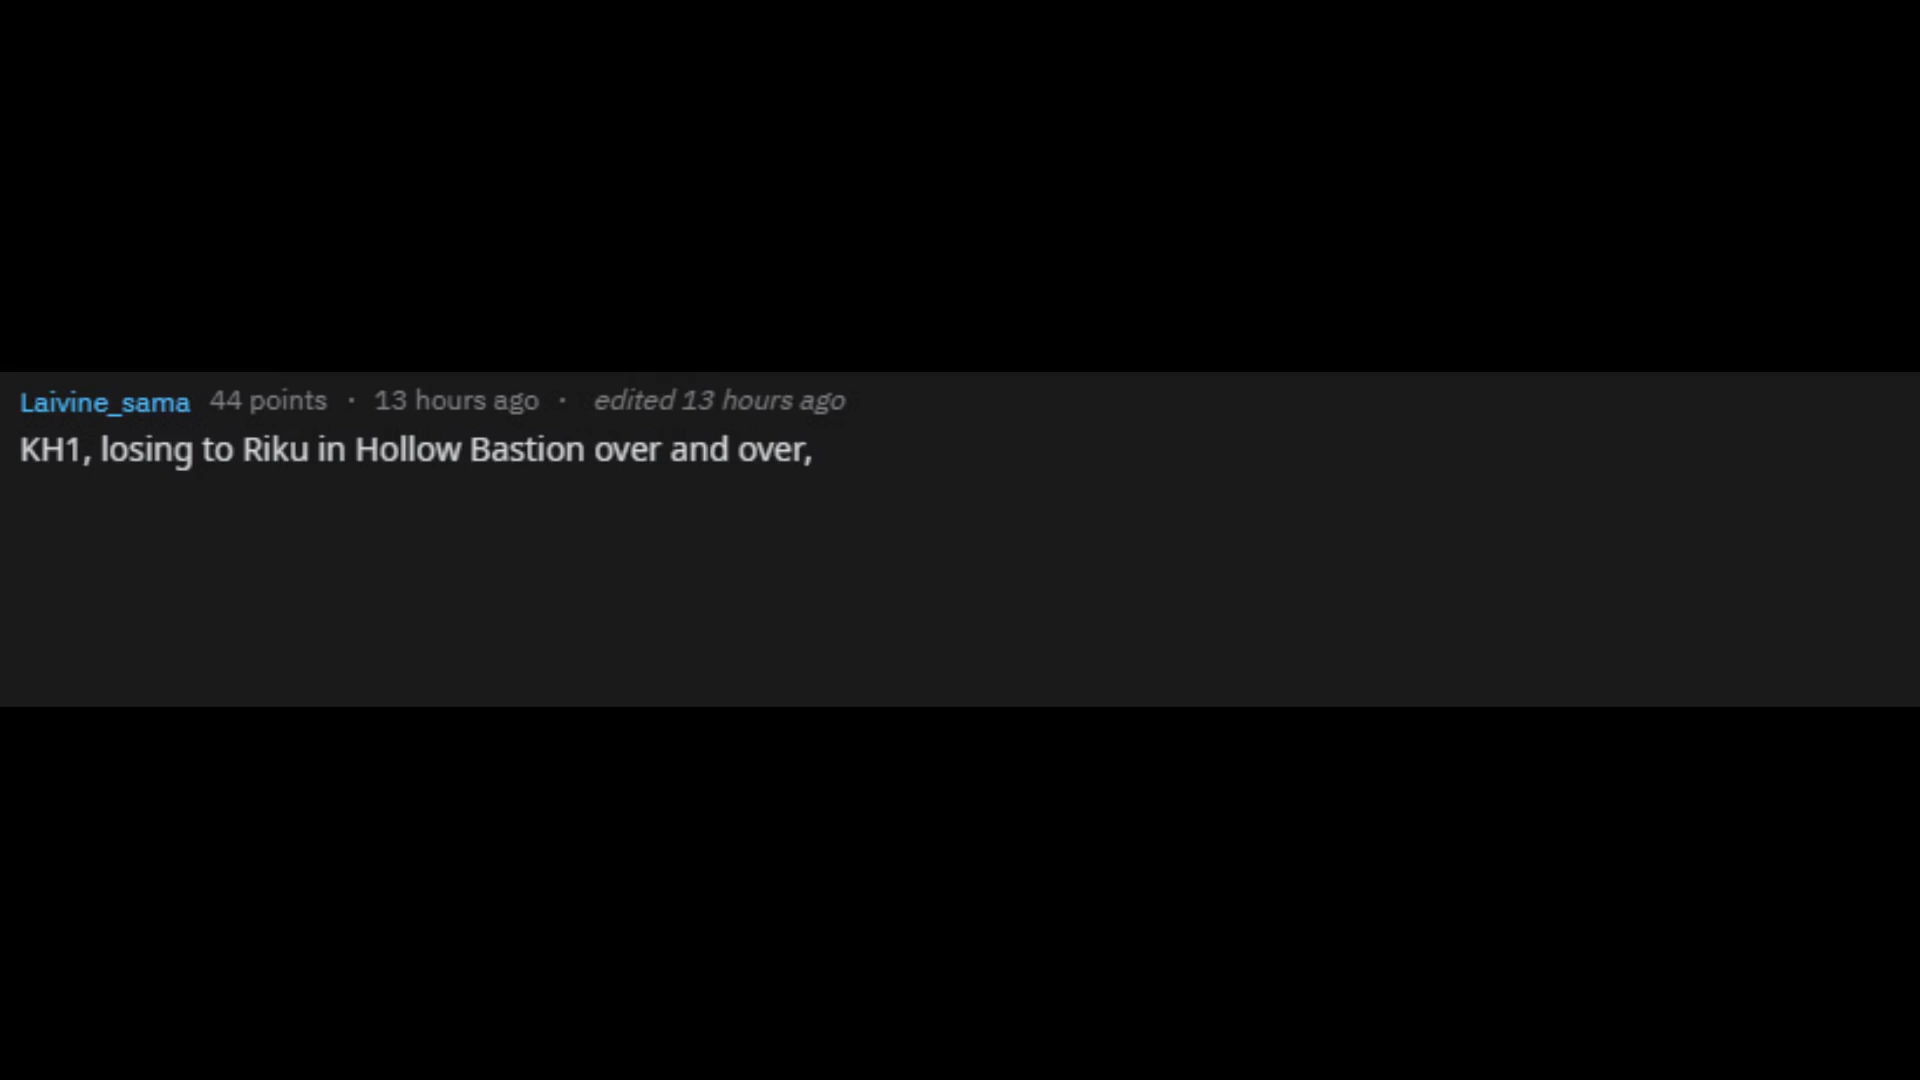 Laivine_sama 44 points · 13 hours ago · edited 13 hours ago
KH1, losing to Riku in Hollow Bastion over and over,